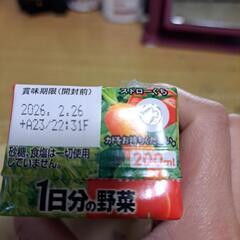 賞味期限(開封前)
2026. 2.26
+A23/22:31F
ストローぐち
200ml
砂糖、食塩は一切使用
していません。
1日分の野菜